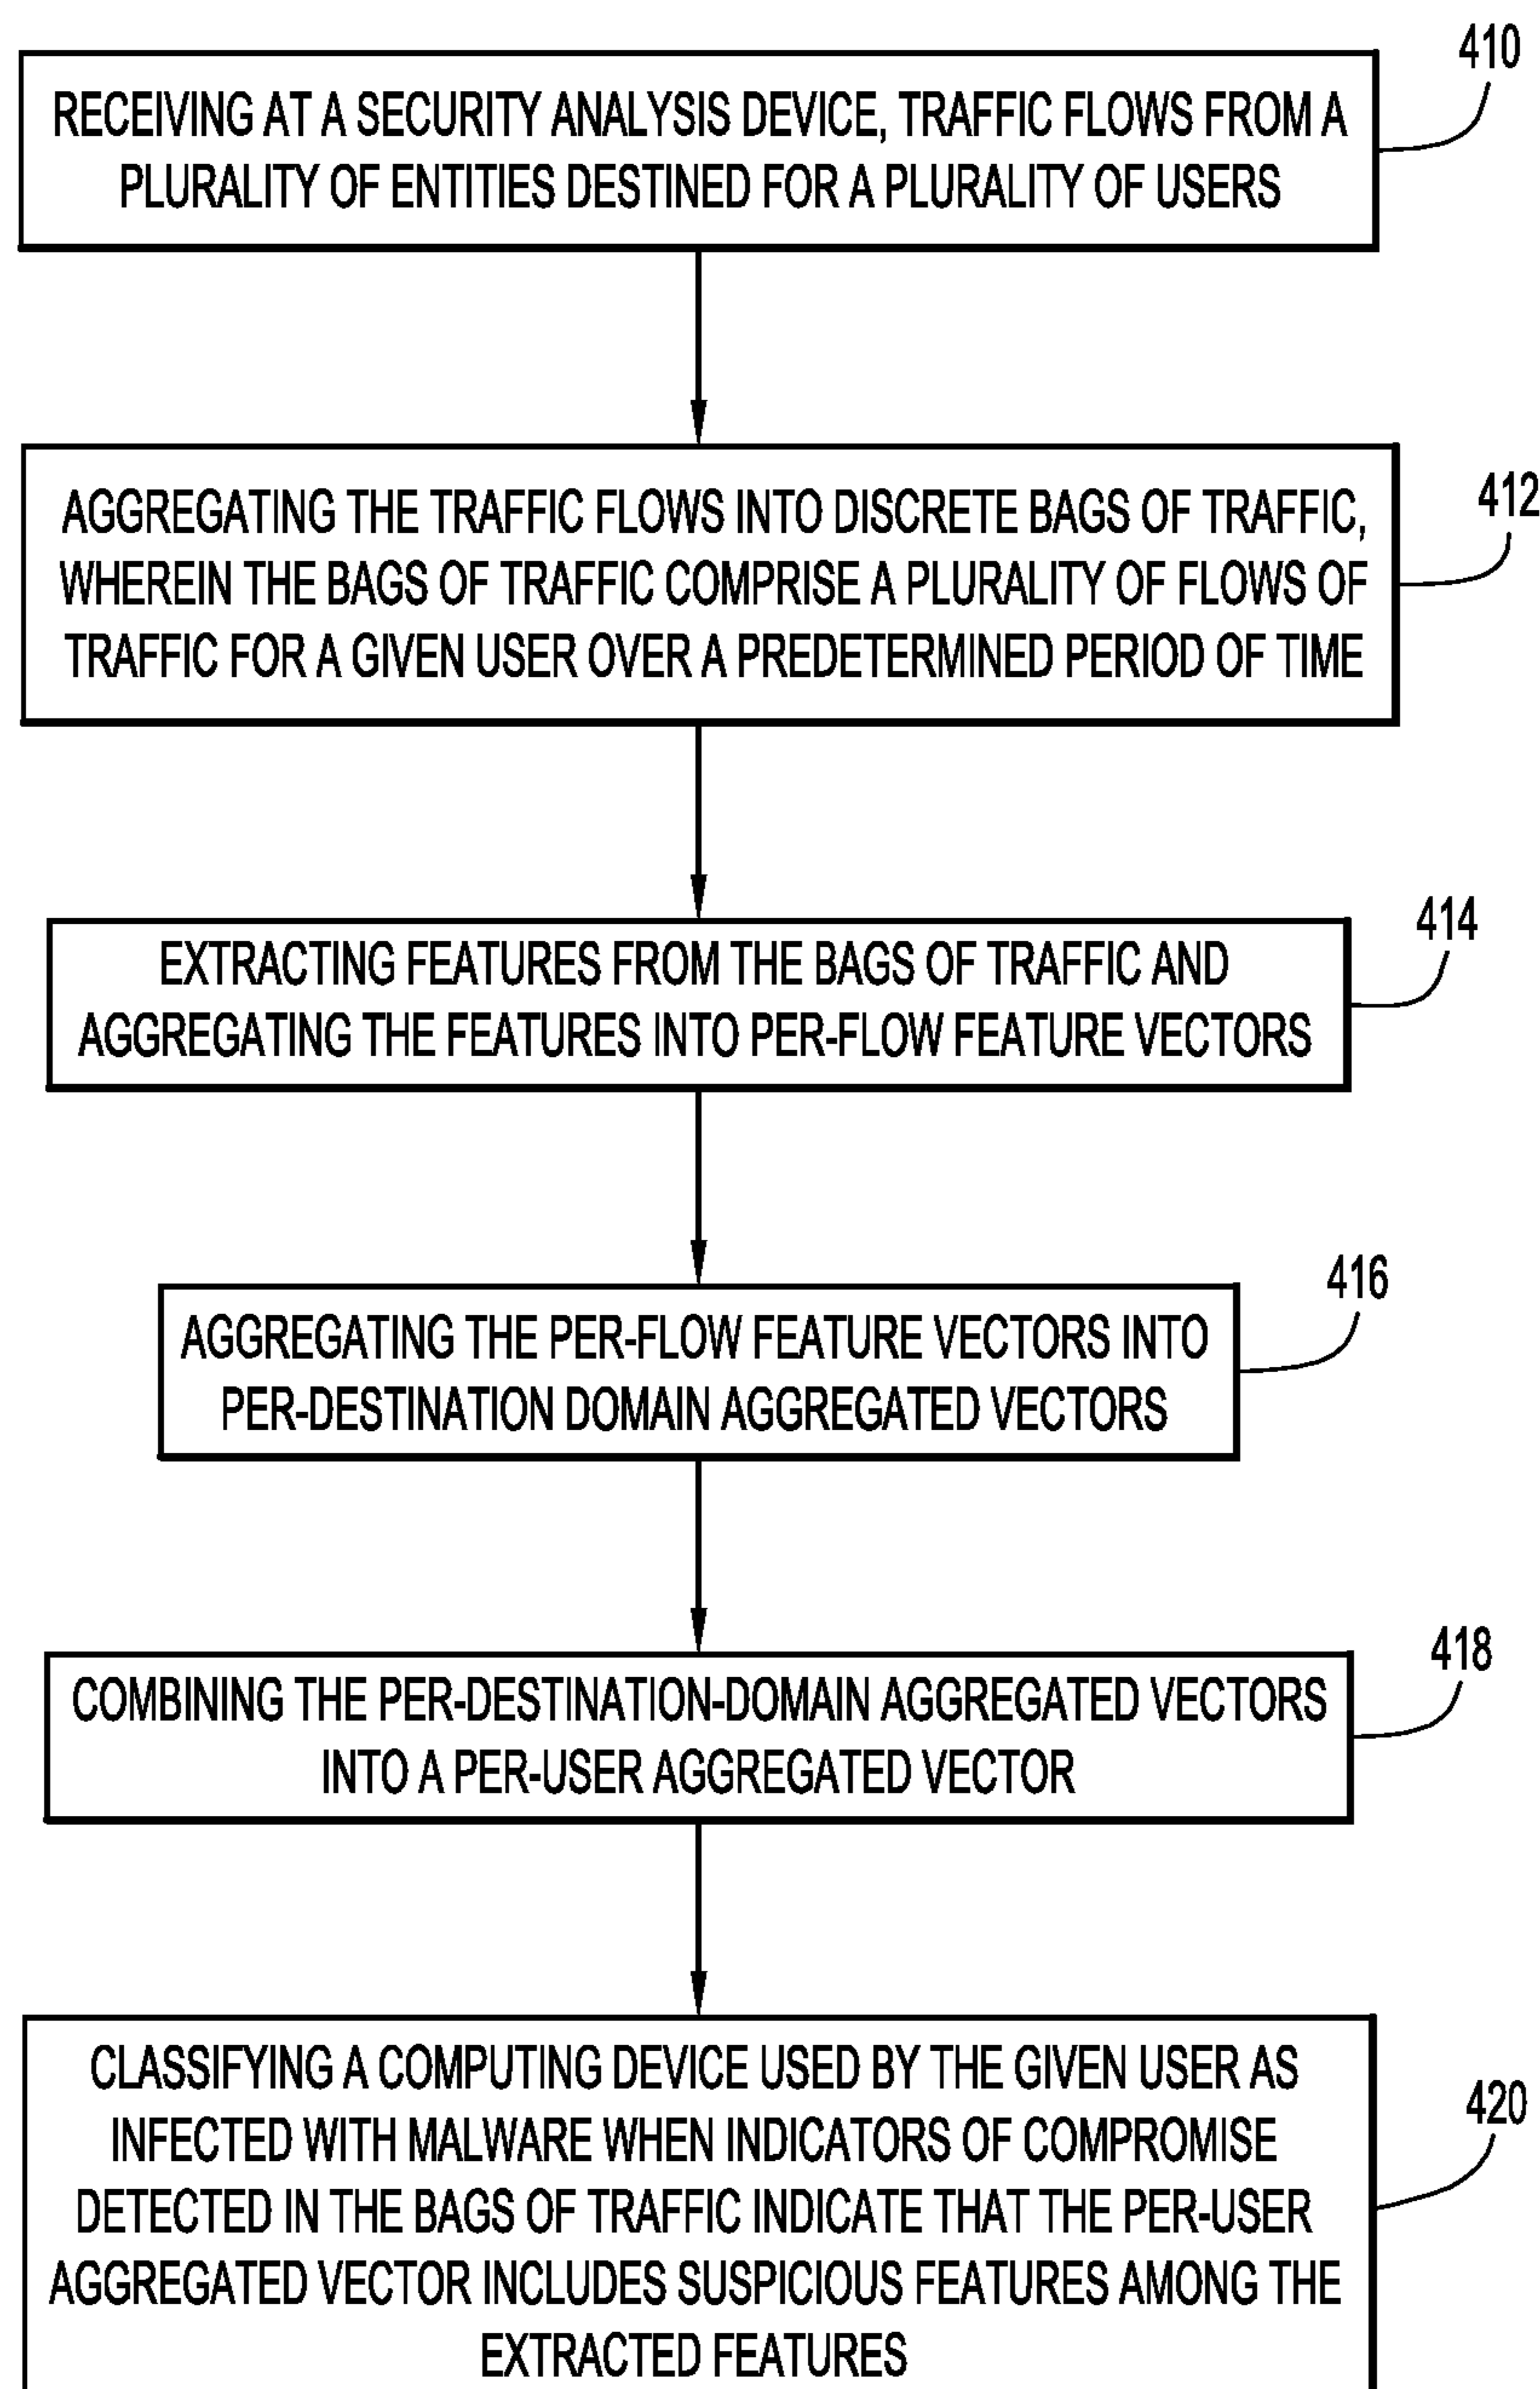 410
RECEIVING AT A SECURITY ANALYSIS DEVICE, TRAFFIC FLOWS FROM A
PLURALITY OF ENTITIES DESTINED FOR A PLURALITY OF USERS
412
AGGREGATING THE TRAFFIC FLOWS INTO DISCRETE BAGS OF TRAFFIC,
WHEREIN THE BAGS OF TRAFFIC COMPRISE A PLURALITY OF FLOWS OF
TRAFFIC FOR A GIVEN USER OVER A PREDETERMINED PERIOD OF TIME
414
EXTRACTING FEATURES FROM THE BAGS OF TRAFFIC AND
AGGREGATING THE FEATURES INTO PER-FLOW FEATURE VECTORS
416
AGGREGATING THE PER-FLOW FEATURE VECTORS INTO
PER-DESTINATION DOMAIN AGGREGATED VECTORS
418
COMBINING THE PER-DESTINATION-DOMAIN AGGREGATED VECTORS
INTO A PER-USER AGGREGATED VECTOR
420
CLASSIFYING A COMPUTING DEVICE USED BY THE GIVEN USER AS
INFECTED WITH MALWARE WHEN INDICATORS OF COMPROMISE
DETECTED IN THE BAGS OF TRAFFIC INDICATE THAT THE PER-USER
AGGREGATED VECTOR INCLUDES SUSPICIOUS FEATURES AMONG THE
EXTRACTED FEATURES